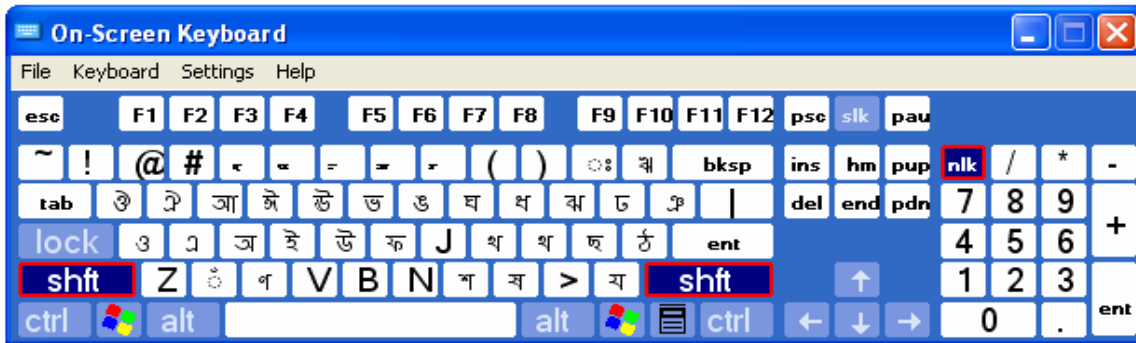 On-Screen Keyboard
File Keyboard Settings Help
esc F1 F2 F3 F4 F5 F6 F7 F8 F9 F10 F11 F12 psc slk pau
~ ! @ # ( ) ঃ ঋ bksp ins hm pup nlk / * -
tab ঔ ঐ আ ঈ ঊ ভ ঙ ঘ ধ ঝ ঢ ঞ | del end pdn 7 8 9 +
lock ও এ অ ই উ ফ J খ থ ছ ঠ ent 4 5 6
shft Z ঁ ণ V B N শ ষ > য shft ↑ 1 2 3 ent
ctrl alt alt ctrl ← ↓ → 0 .